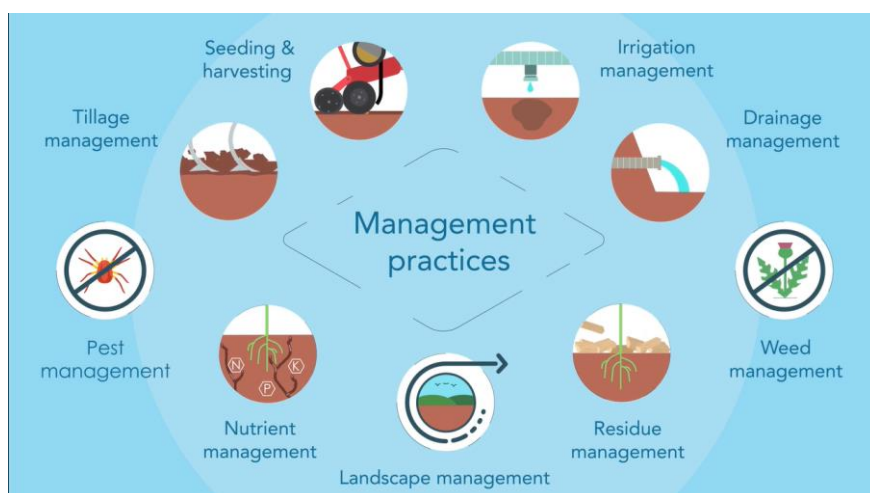 Seeding &
harvesting
Irrigation
management
Tillage
management
Drainage
management
Management
practices
Pest
management
N
K
P
Weed
management
Nutrient
management
Residue
management
Landscape management